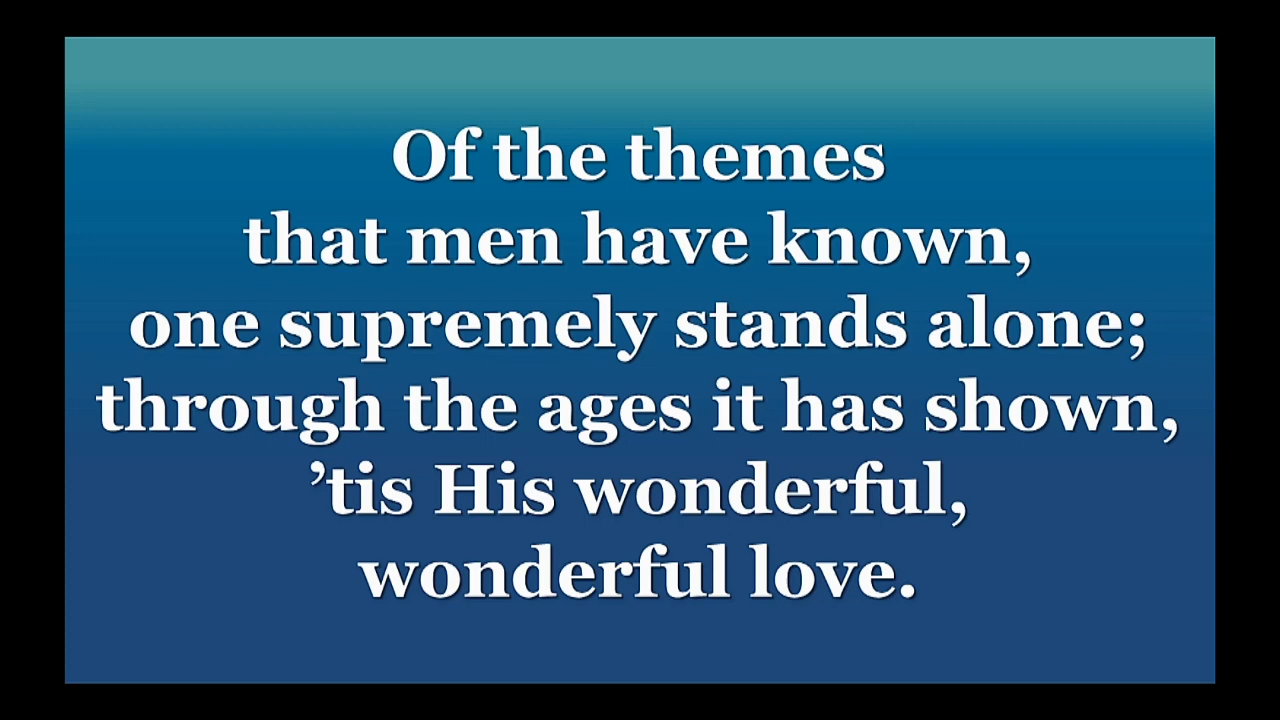 Of the themes
that men have known,
one supremely stands alone;
through the ages it has shown,
’tis His wonderful,
wonderful love.